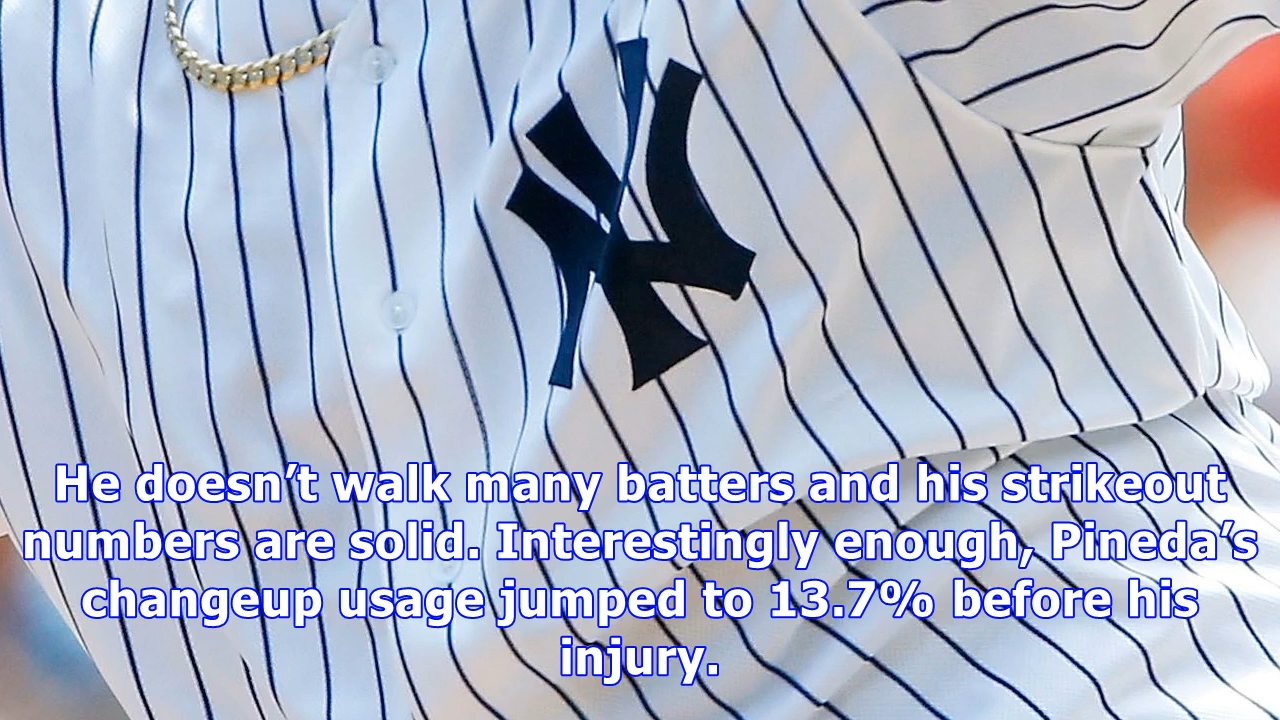 NY
He doesn’t walk many batters and his strikeout
numbers are solid. Interestingly enough, Pineda’s
changeup usage jumped to 13.7% before his
injury.